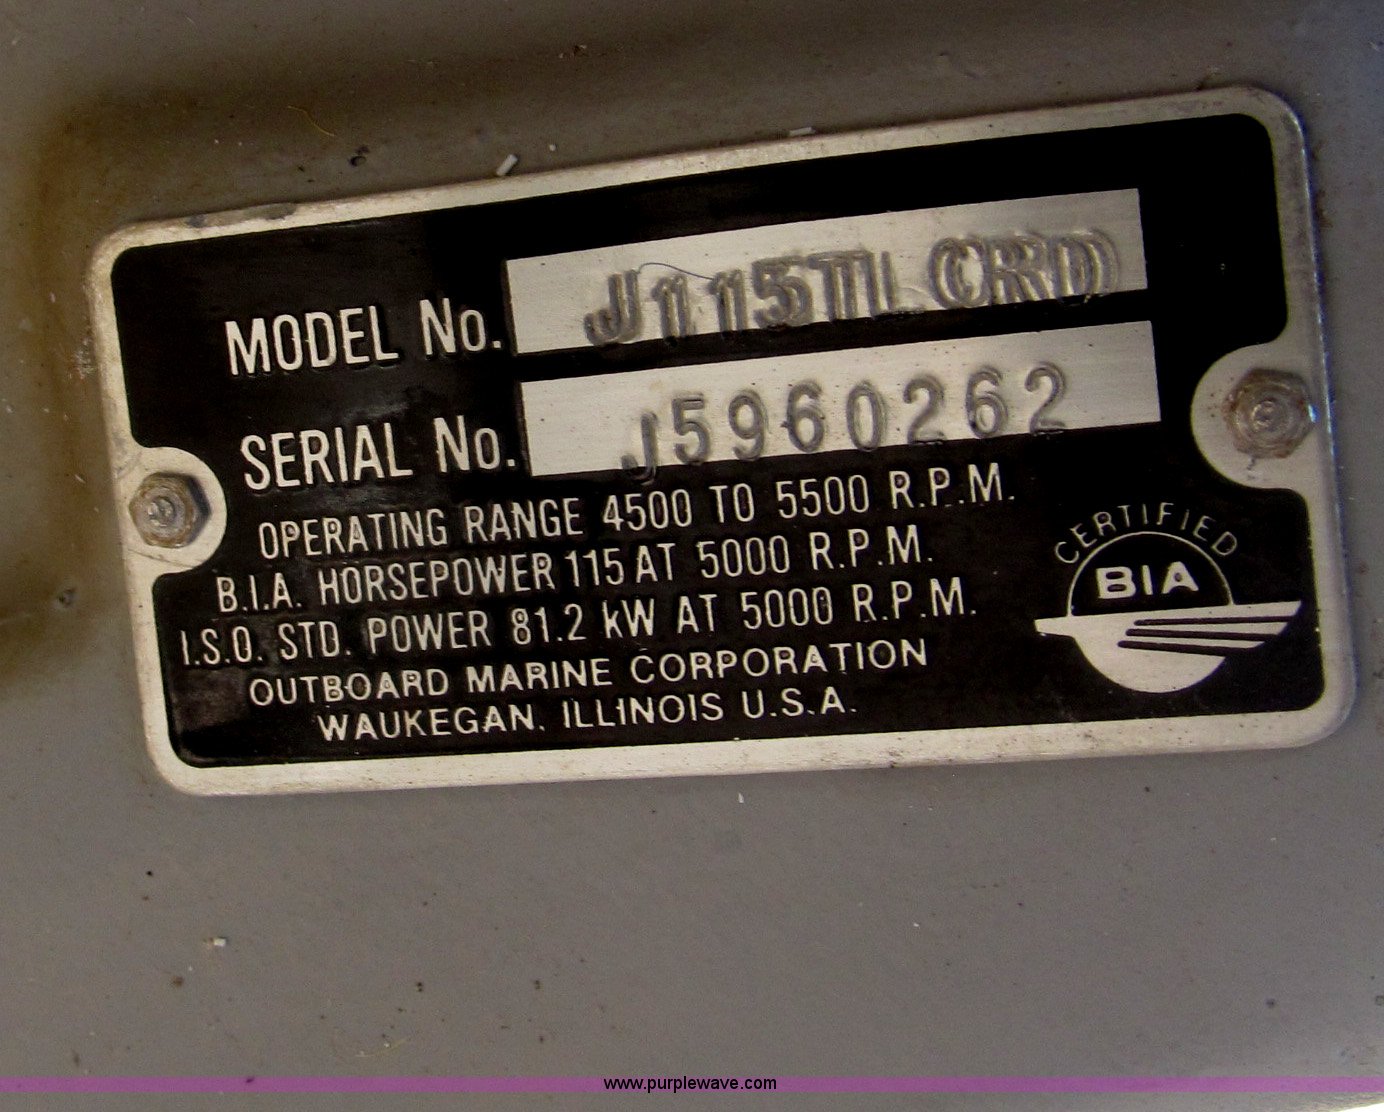 MODEL No. J115TLCRD
SERIAL No. J5960262
OPERATING RANGE 4500 TO 5500 R.P.M.
B.I.A. HORSEPOWER 115 AT 5000 R.P.M.
I.S.O. STD. POWER 81.2 kW AT 5000 R.P.M.
OUTBOARD MARINE CORPORATION
WAUKEGAN, ILLINOIS U.S.A.
CERTIFIED
BIA
www.purplewave.com